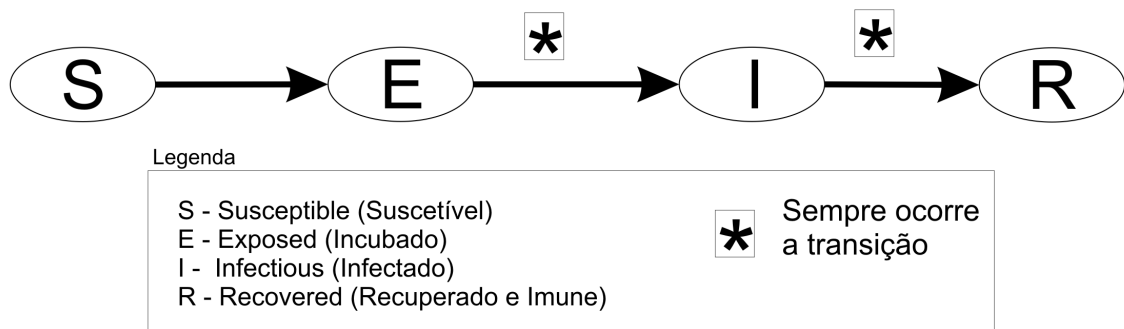 * *
S E I R
Legenda
S - Susceptible (Suscetível)
E - Exposed (Incubado)
I - Infectious (Infectado)
R - Recovered (Recuperado e Imune)
* Sempre ocorre
a transição